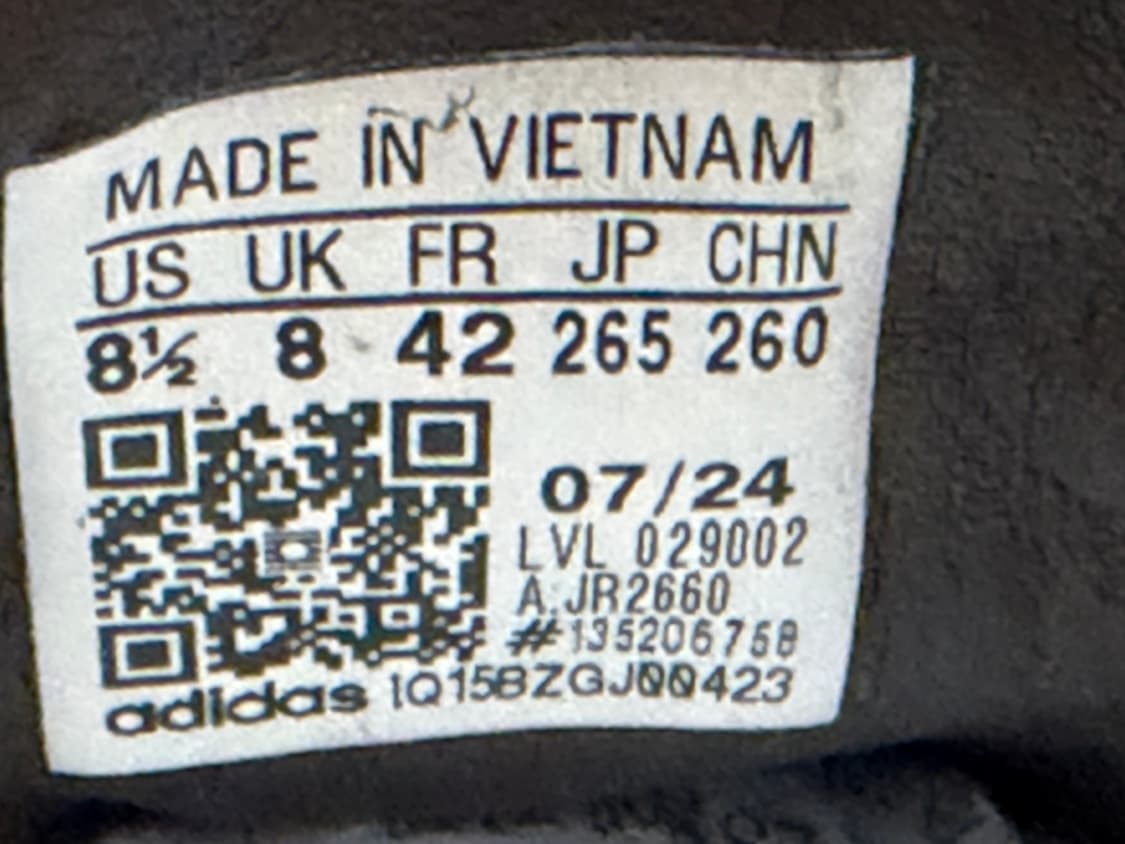 MADE IN VIETNAM
US UK FR JP CHN
8½ 8 42 265 260
07/24
LVL 029002
A.JR2660
#135206758
adidas 1Q15BZGJ00423